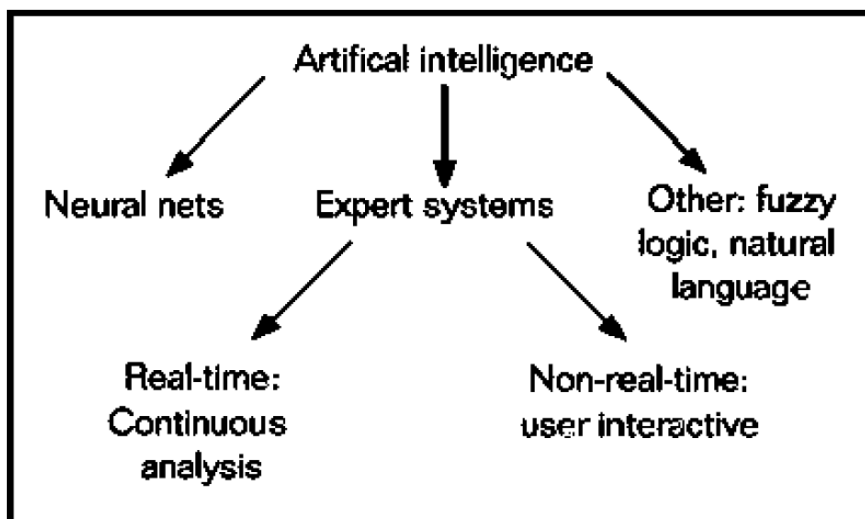 Artifical intelligence
Neural nets
Expert systems
Other: fuzzy
logic, natural
language
Real-time:
Continuous
analysis
Non-real-time:
user interactive